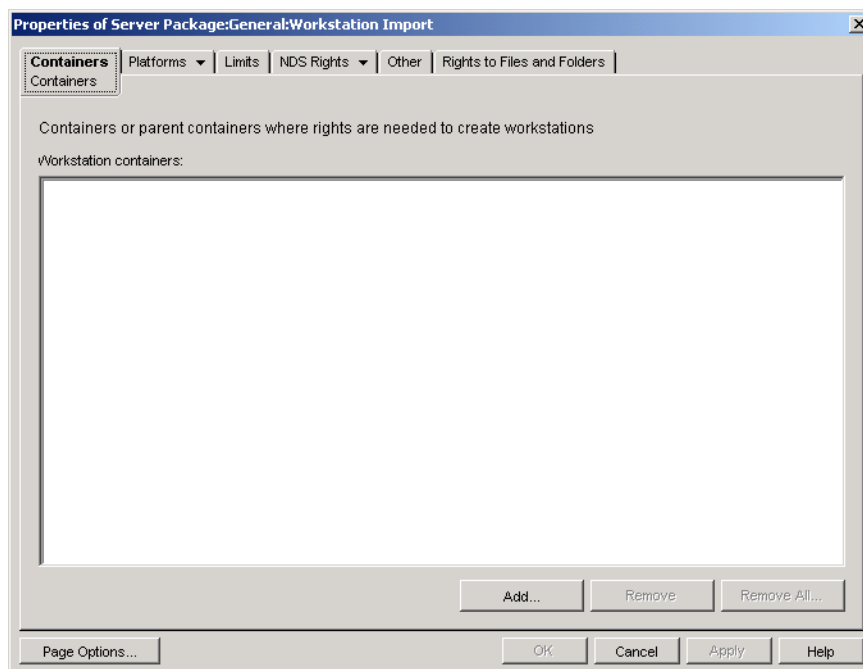 Properties of Server Package:General:Workstation Import
Containers Platforms Limits NDS Rights Other Rights to Files and Folders
Containers
Containers or parent containers where rights are needed to create workstations
Workstation containers:
Add... Remove Remove All...
Page Options... OK Cancel Apply Help